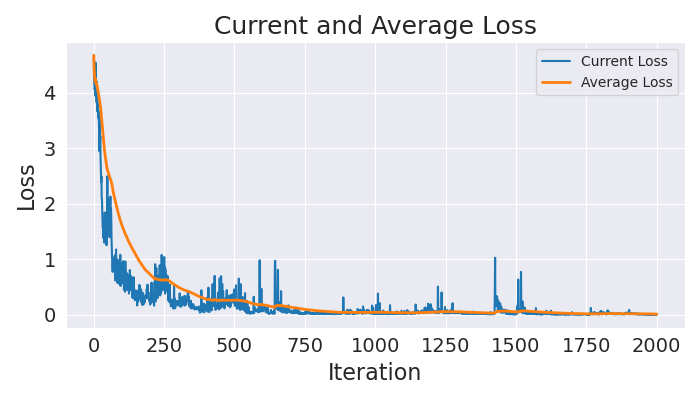 Current and Average Loss
Current Loss
Average Loss
Loss
4
3
2
1
0
0 250 500 750 1000 1250 1500 1750 2000
Iteration